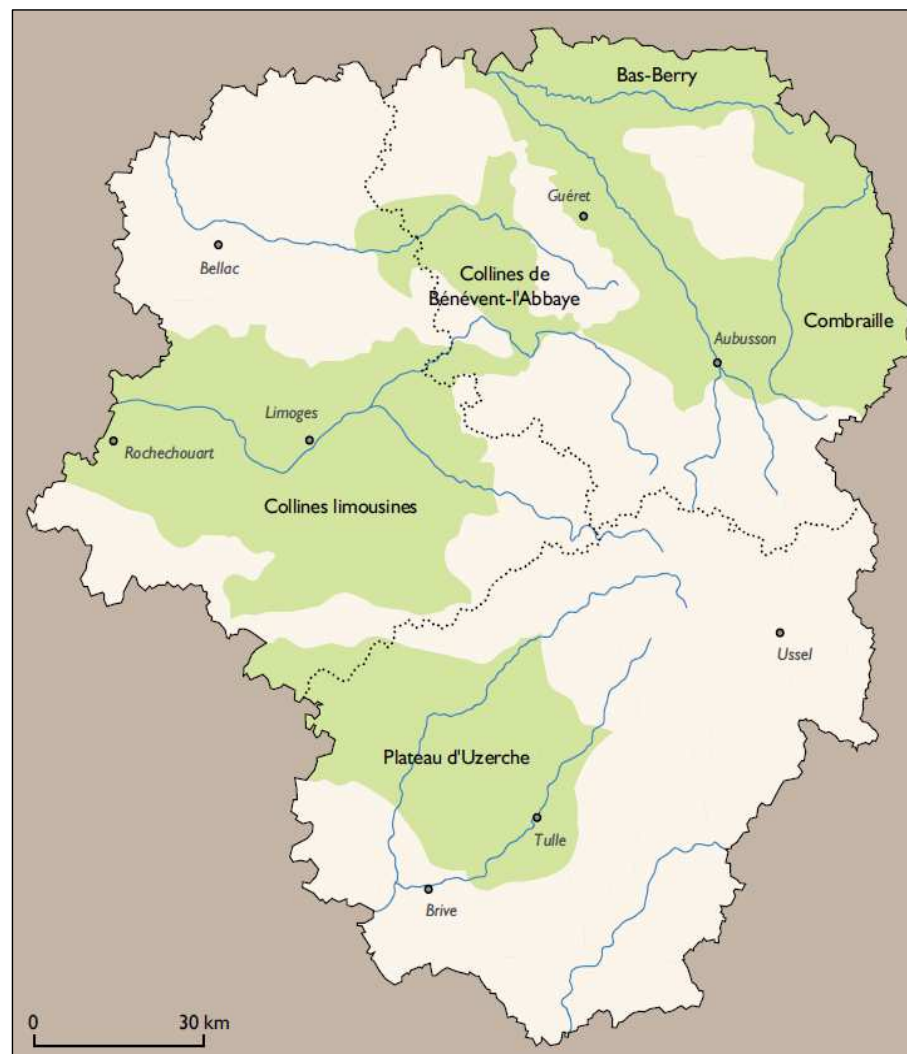 Bas-Berry
Guéret
Bellac
Collines de
Bénévent-l'Abbaye
Combraille
Aubusson
Limoges
Rochechouart
Collines limousines
Ussel
Plateau d'Uzerche
Tulle
Brive
0 30 km